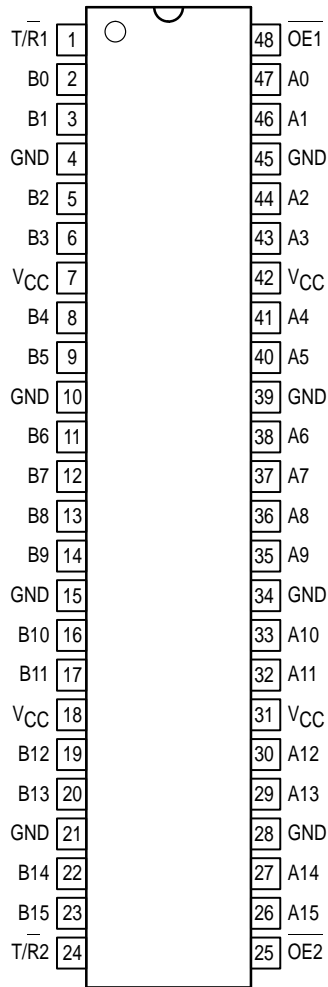 T/R̅1 1 48 O̅E̅1̅
B0 2 47 A0
B1 3 46 A1
GND 4 45 GND
B2 5 44 A2
B3 6 43 A3
VCC 7 42 VCC
B4 8 41 A4
B5 9 40 A5
GND 10 39 GND
B6 11 38 A6
B7 12 37 A7
B8 13 36 A8
B9 14 35 A9
GND 15 34 GND
B10 16 33 A10
B11 17 32 A11
VCC 18 31 VCC
B12 19 30 A12
B13 20 29 A13
GND 21 28 GND
B14 22 27 A14
B15 23 26 A15
T/R̅2 24 25 O̅E̅2̅